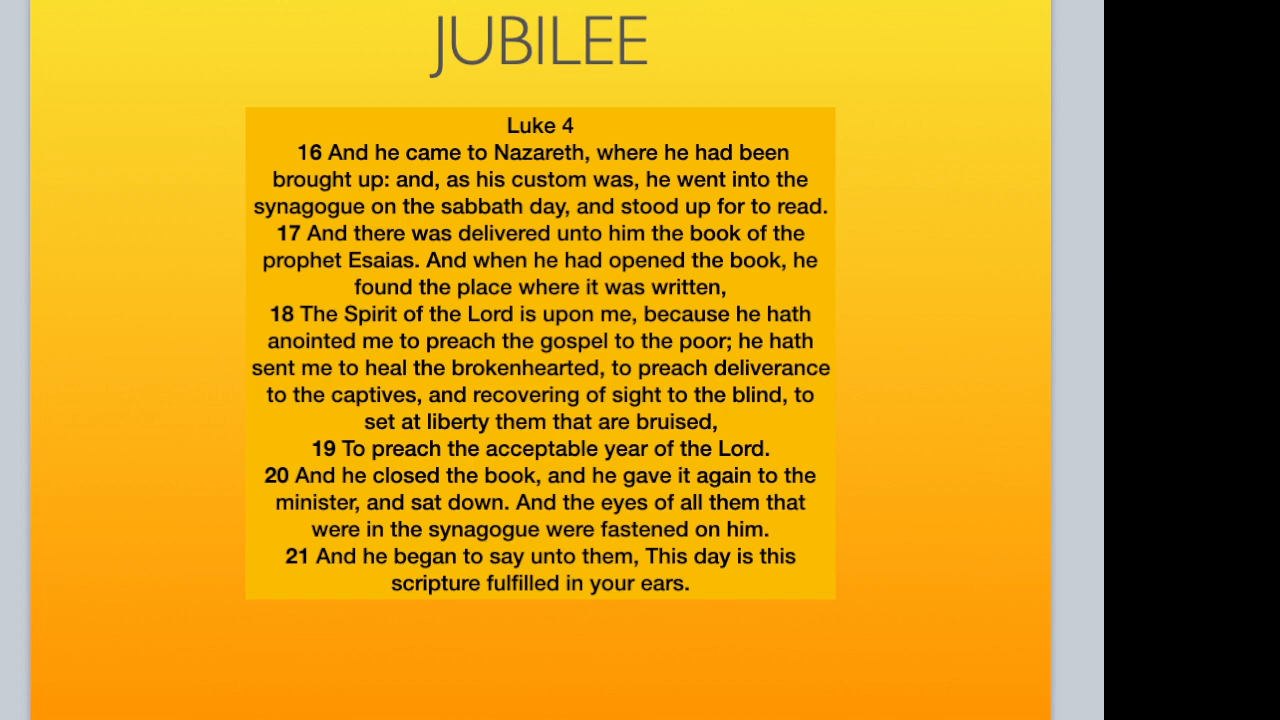 JUBILEE
Luke 4
16 And he came to Nazareth, where he had been
brought up: and, as his custom was, he went into the
synagogue on the sabbath day, and stood up for to read.
17 And there was delivered unto him the book of the
prophet Esaias. And when he had opened the book, he
found the place where it was written,
18 The Spirit of the Lord is upon me, because he hath
anointed me to preach the gospel to the poor; he hath
sent me to heal the brokenhearted, to preach deliverance
to the captives, and recovering of sight to the blind, to
set at liberty them that are bruised,
19 To preach the acceptable year of the Lord.
20 And he closed the book, and he gave it again to the
minister, and sat down. And the eyes of all them that
were in the synagogue were fastened on him.
21 And he began to say unto them, This day is this
scripture fulfilled in your ears.